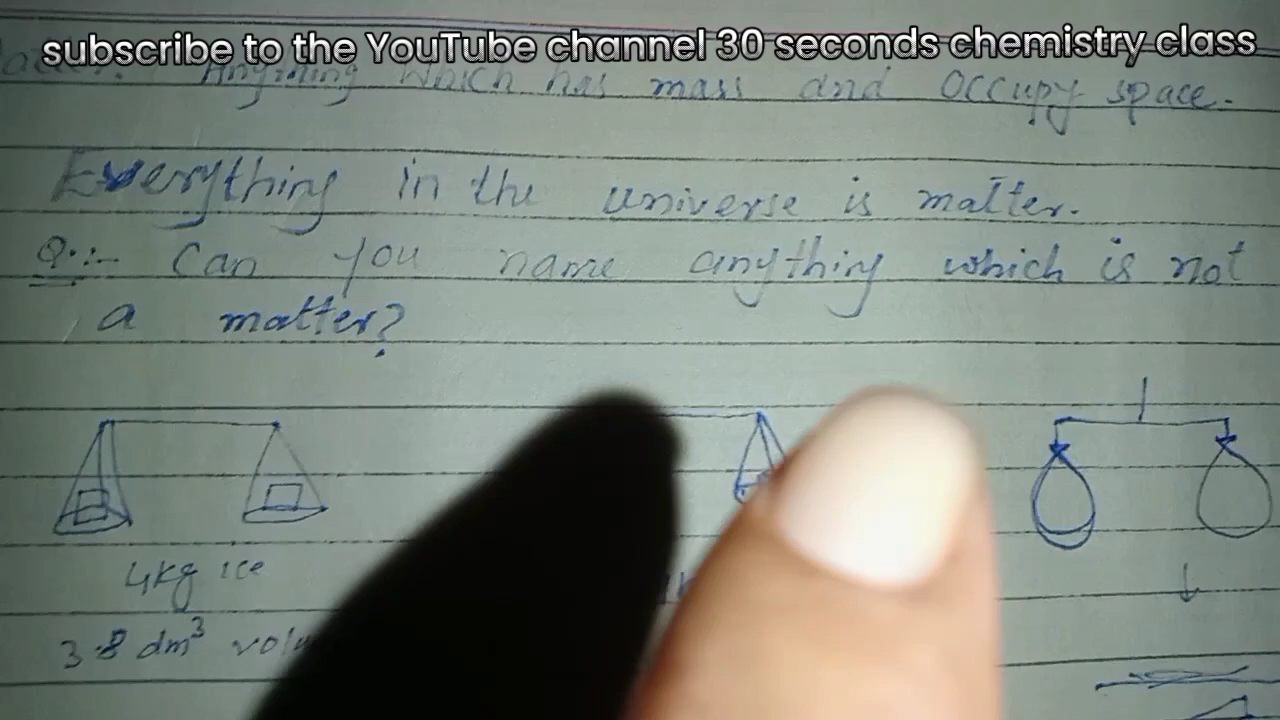 subscribe to the YouTube channel 30 seconds chemistry class
Anything which has mass and occupy space.
Everything in the universe is matter.
Q.:- Can you name anything which is not
a matter?
4kg ice
3.8 dm³